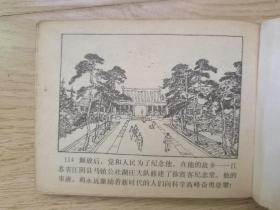 114 解放后，党和人民为了纪念他，在他的故乡——江
苏省江阴县马镇公社湖庄大队修建了徐霞客纪念堂。他的
事迹，将永远激励着新时代的人们向科学高峰奋勇登攀！